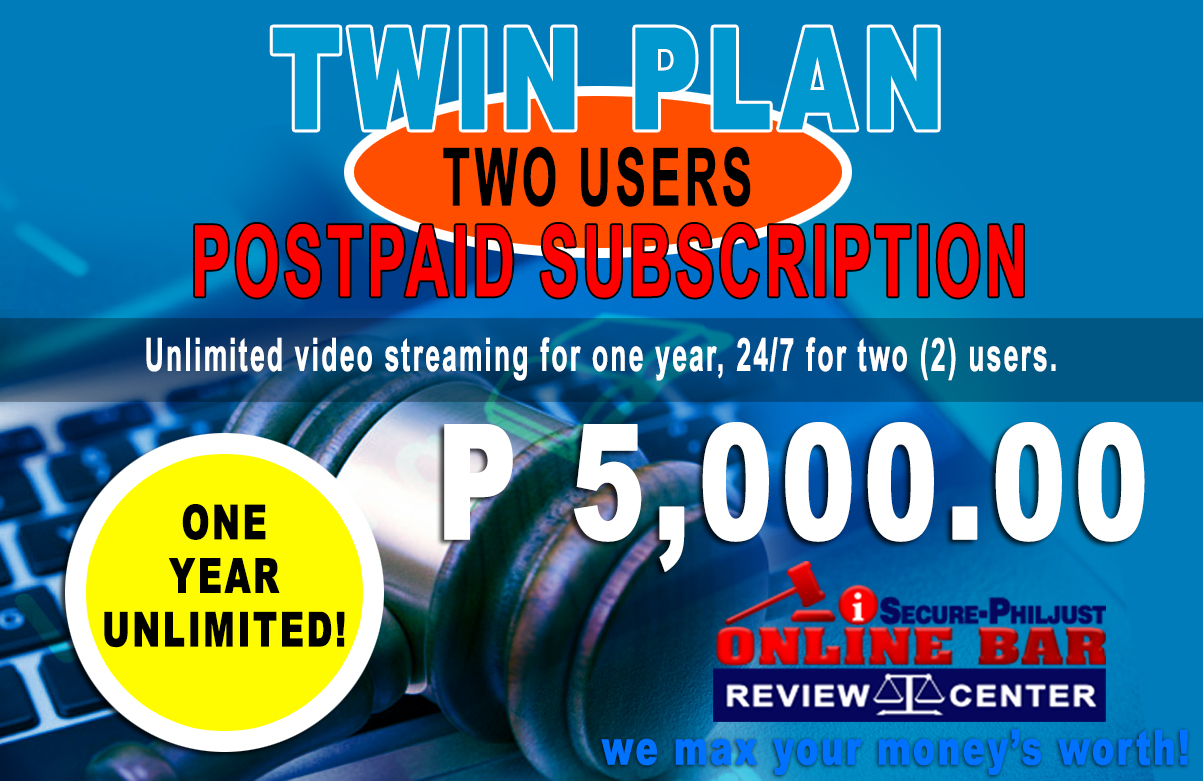 TWIN PLAN
TWO USERS
POSTPAID SUBSCRIPTION
Unlimited video streaming for one year, 24/7 for two (2) users.
P 5,000.00
ONE
YEAR
UNLIMITED!
i SECURE-PHILJUST
ONLINE BAR
REVIEW CENTER
we max your money's worth!